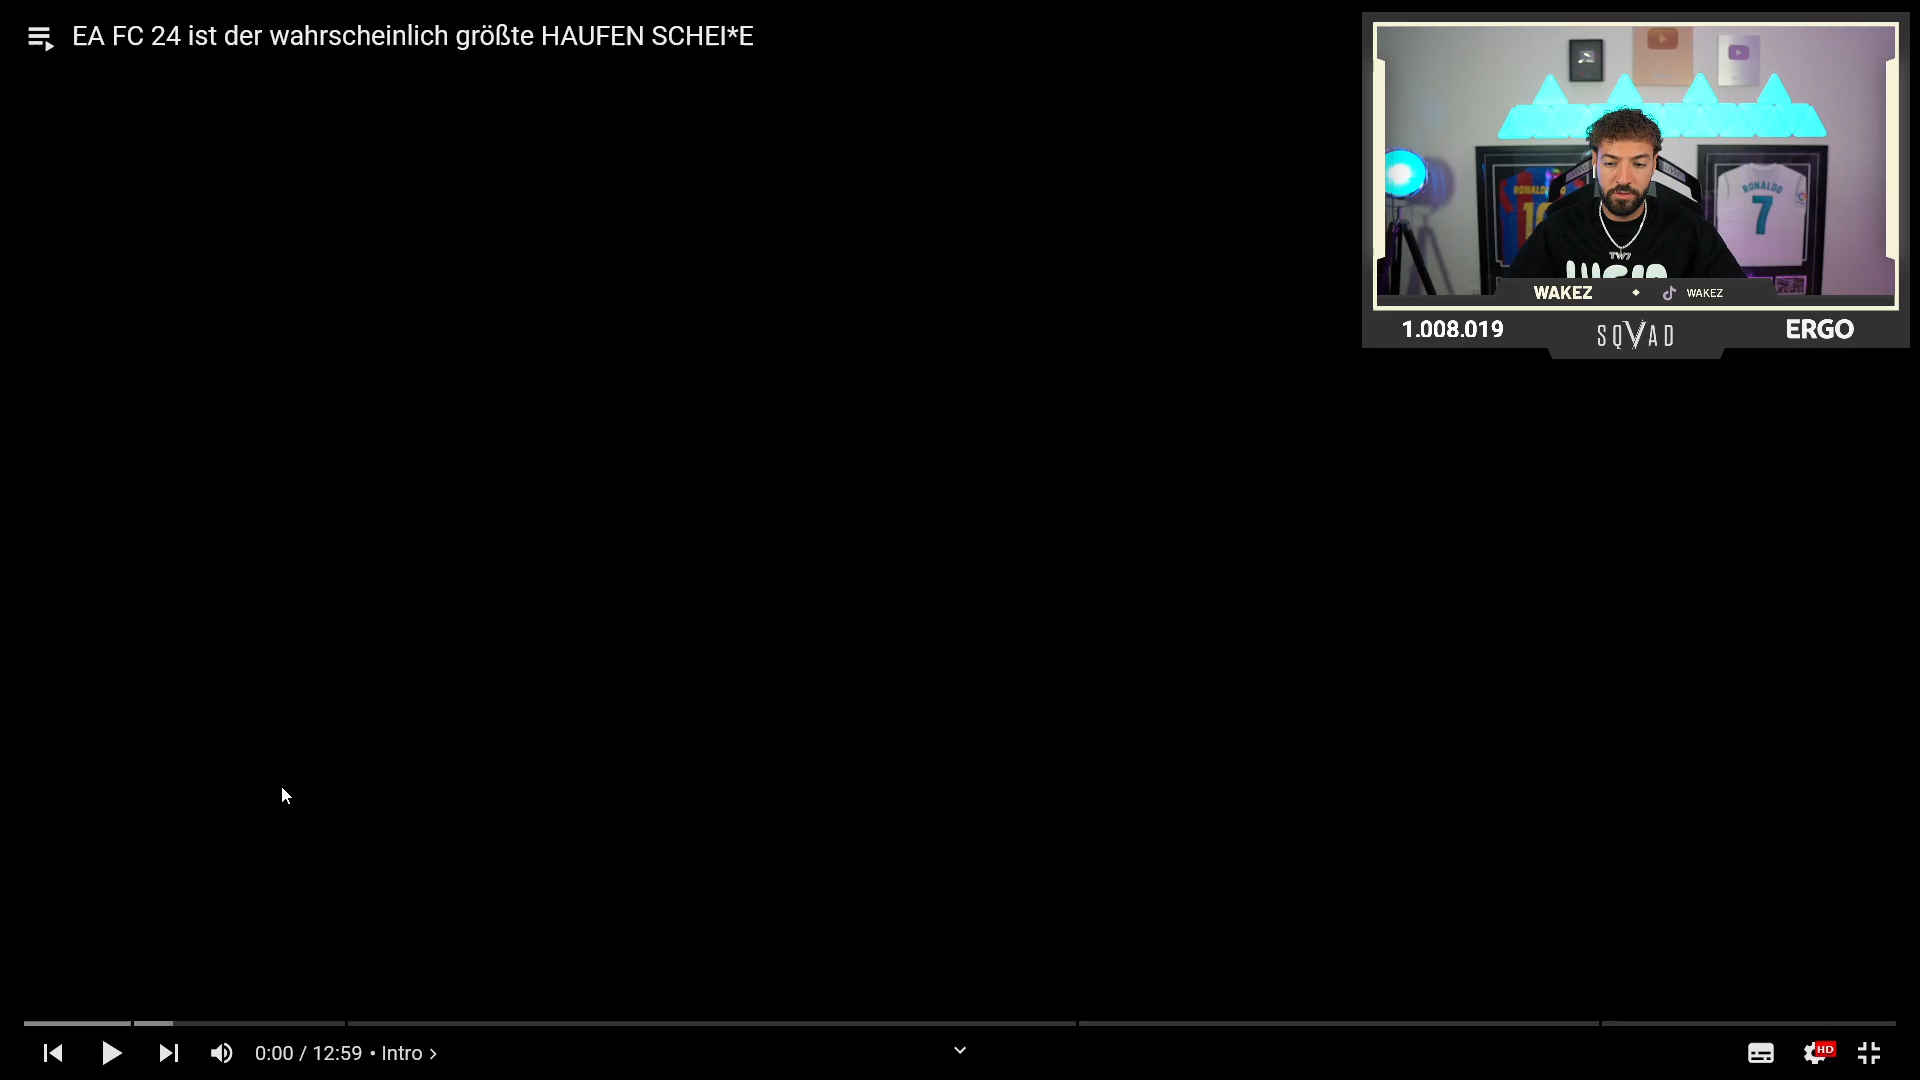 EA FC 24 ist der wahrscheinlich größte HAUFEN SCHEI*E
RONALDO
7
TW7
WAKEZ
WAKEZ
1.008.019
SQVAD
ERGO
0:00 / 12:59 • Intro
HD